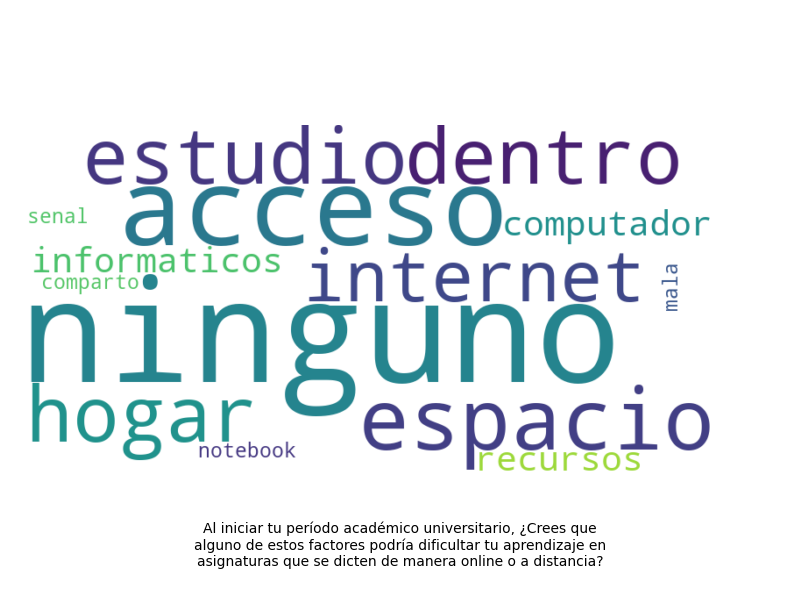 estudio dentro
acceso
senal
computador
informaticos
internet
mala
comparto
ninguno
hogar
espacio
notebook
recursos
Al iniciar tu período académico universitario, ¿Crees que
alguno de estos factores podría dificultar tu aprendizaje en
asignaturas que se dicten de manera online o a distancia?